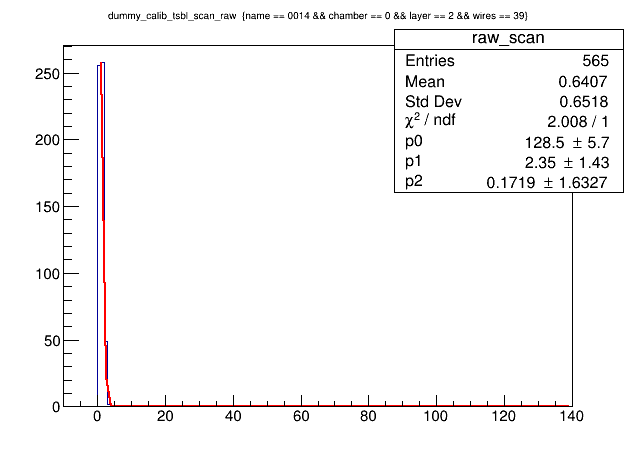 dummy_calib_tsbl_scan_raw {name == 0014 && chamber == 0 && layer == 2 && wires == 39}
raw_scan
Entries 565
Mean 0.6407
Std Dev 0.6518
χ² / ndf 2.008 / 1
p0 128.5 ± 5.7
p1 2.35 ± 1.43
p2 0.1719 ± 1.6327
250
200
150
100
50
0
0 20 40 60 80 100 120 140